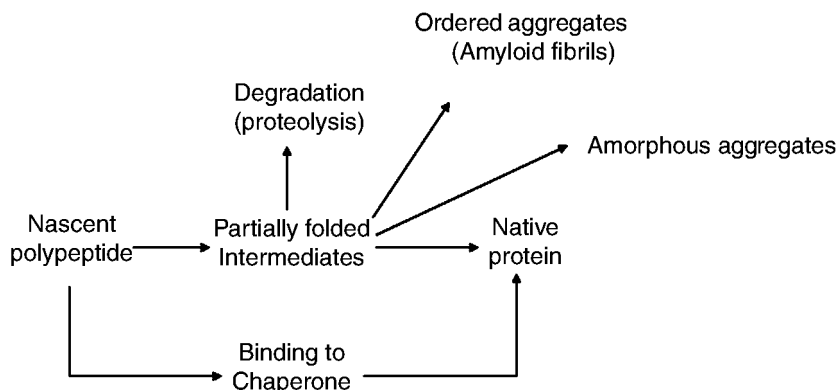 Ordered aggregates
(Amyloid fibrils)
Degradation
(proteolysis)
Amorphous aggregates
Nascent
polypeptide
Partially folded
Intermediates
Native
protein
Binding to
Chaperone